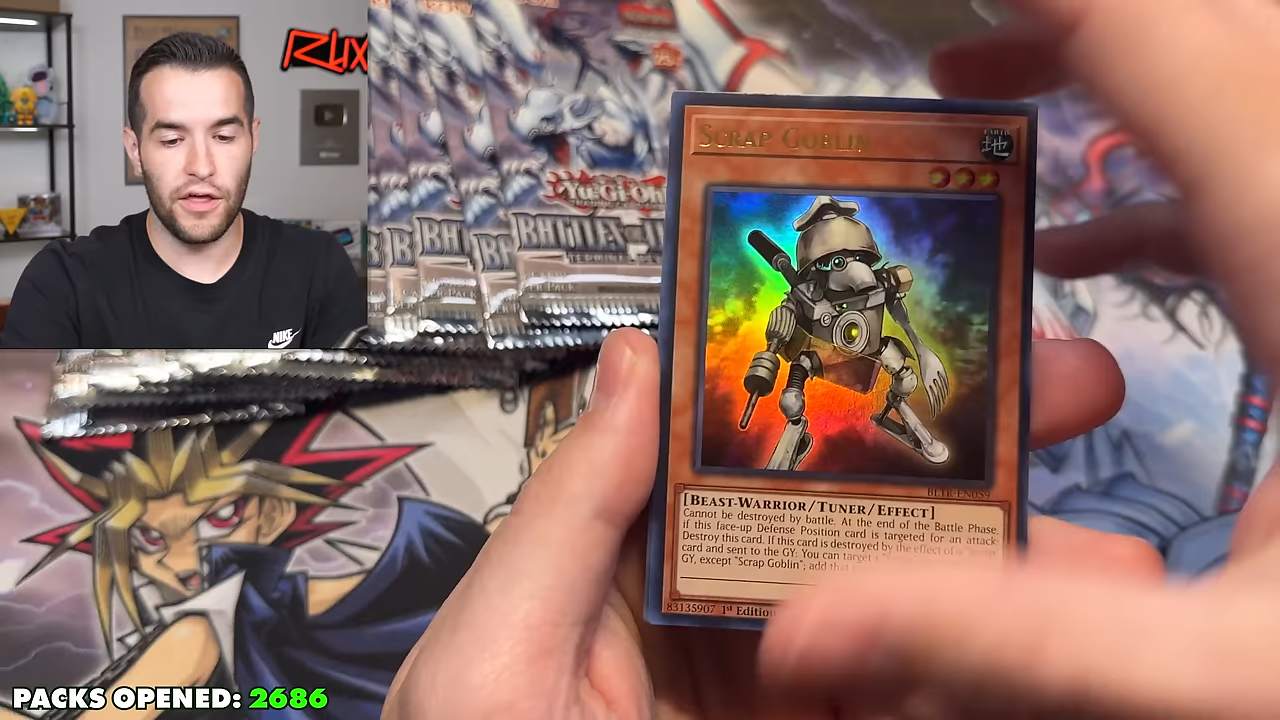 RUX
NIKE
Yu-Gi-Oh!
SCRAP GOBLIN
EARTH
地
BLTR-EN059
[BEAST-WARRIOR/TUNER/EFFECT]
Cannot be destroyed by battle. At the end of the Battle Phase,
if this face-up Defense Position card is targeted for an attack:
Destroy this card. If this card is destroyed by the effect of a "Scrap"
card and sent to the GY: You can target
GY, except "Scrap Goblin"; add that
83135907 1st Edition
PACKS OPENED: 2686